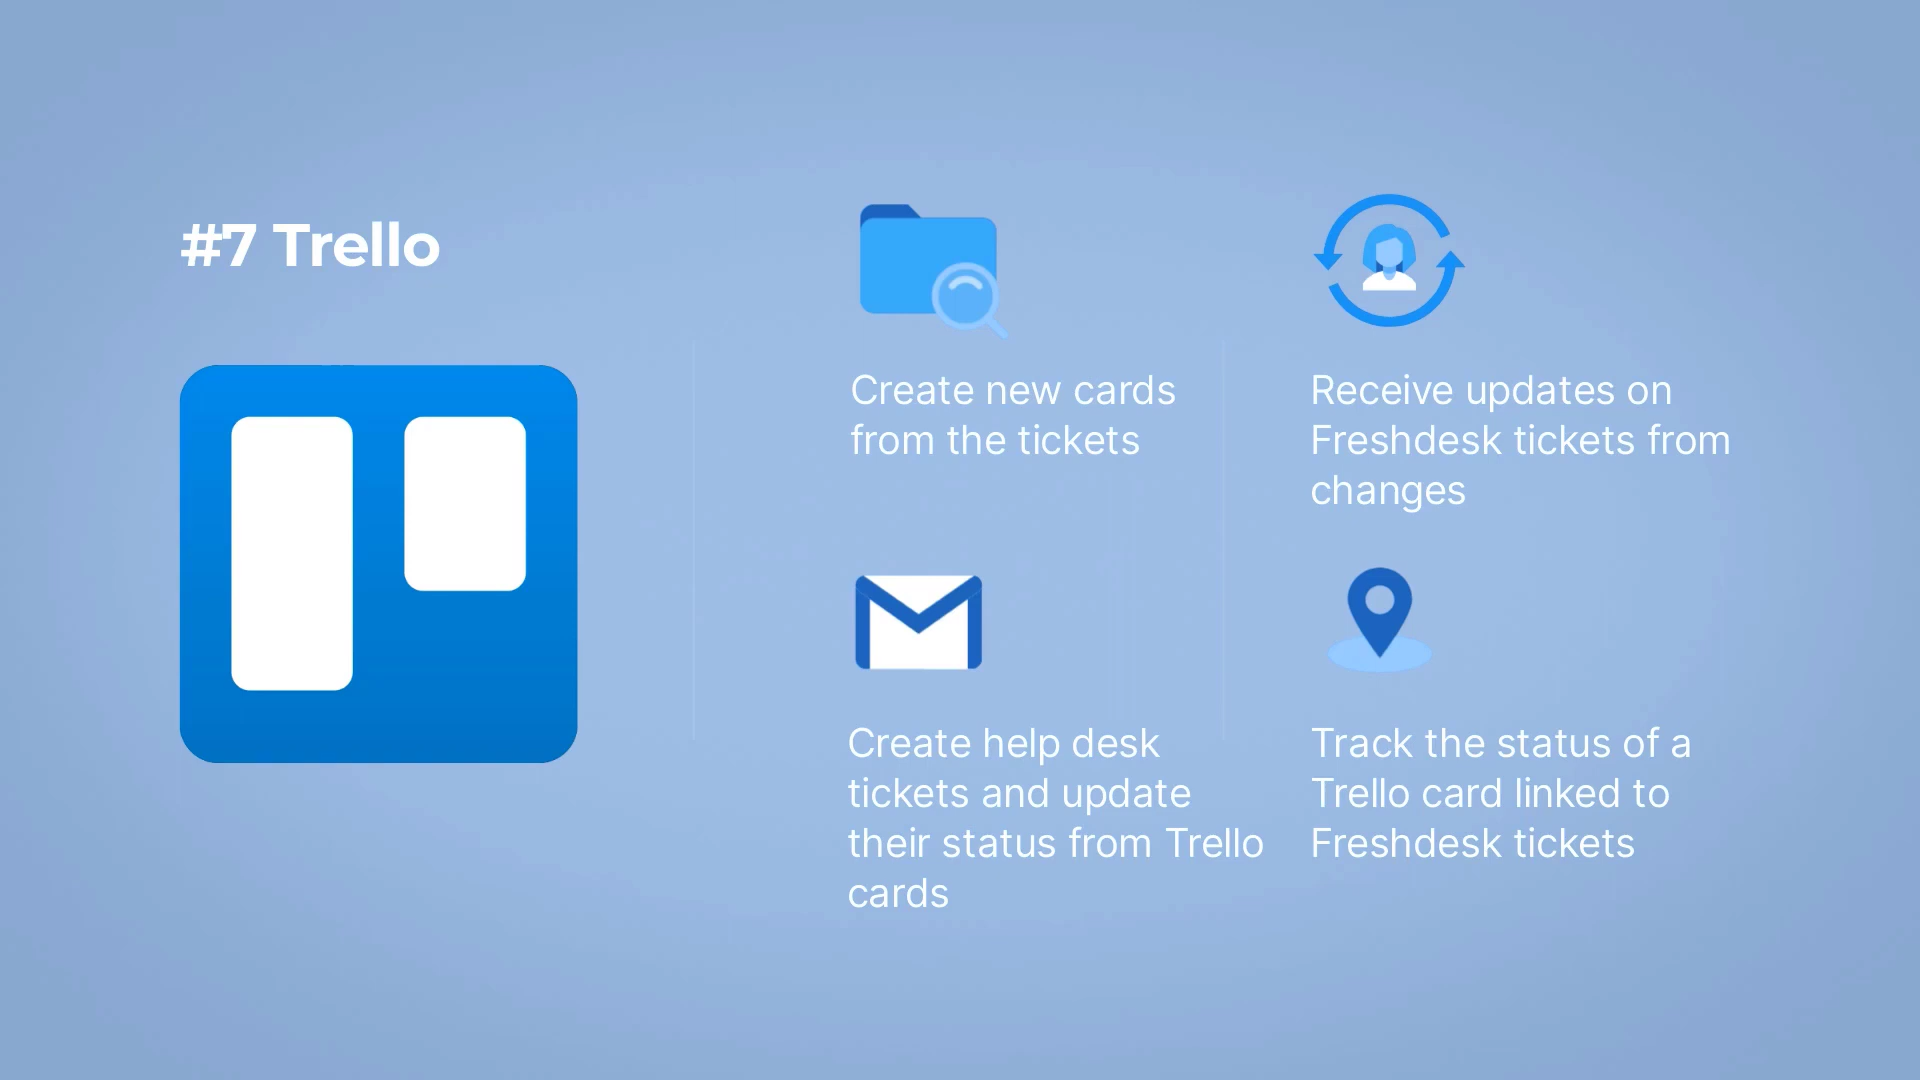 #7 Trello
Create new cards
from the tickets
Receive updates on
Freshdesk tickets from
changes
Create help desk
tickets and update
their status from Trello
cards
Track the status of a
Trello card linked to
Freshdesk tickets